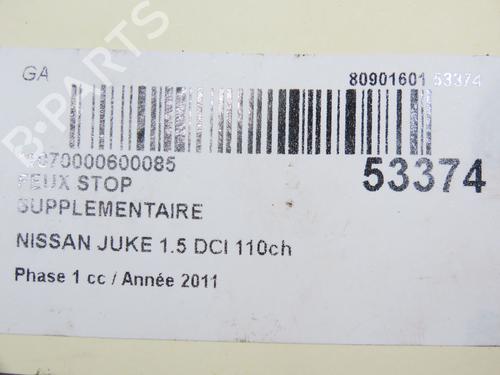 GA
80901601 53374
B-PARTS
70000600085
53374
FEUX STOP
SUPPLEMENTAIRE
NISSAN JUKE 1.5 DCI 110ch
Phase 1 cc / Année 2011